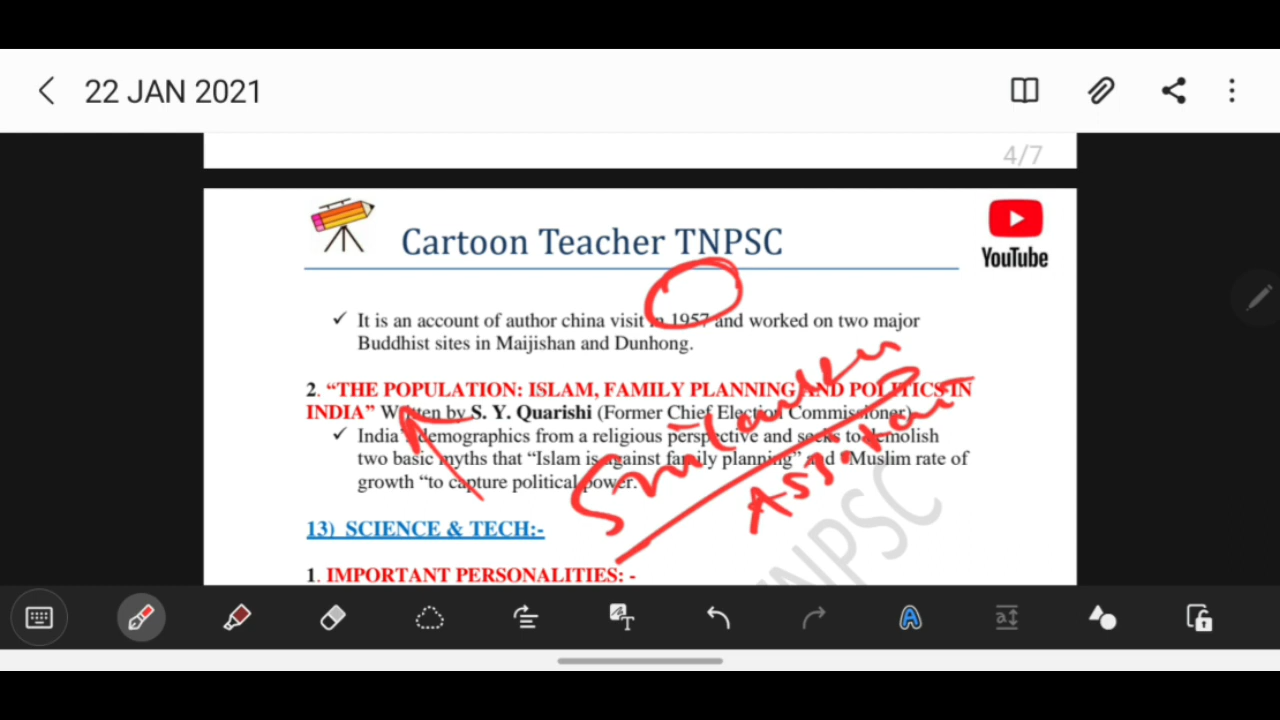 22 JAN 2021
4/7
Cartoon Teacher TNPSC
YouTube
✓ It is an account of author china visit in 1957 and worked on two major
Buddhist sites in Maijishan and Dunhong.
2. “THE POPULATION: ISLAM, FAMILY PLANNING AND POLITICS IN
INDIA” Written by S. Y. Quarishi (Former Chief Election Commissioner)
✓ India's demographics from a religious perspective and seeks to demolish
two basic myths that “Islam is against family planning” and “Muslim rate of
growth “to capture political power.
Assistant
TNPSC
13) SCIENCE & TECH:-
1. IMPORTANT PERSONALITIES: -